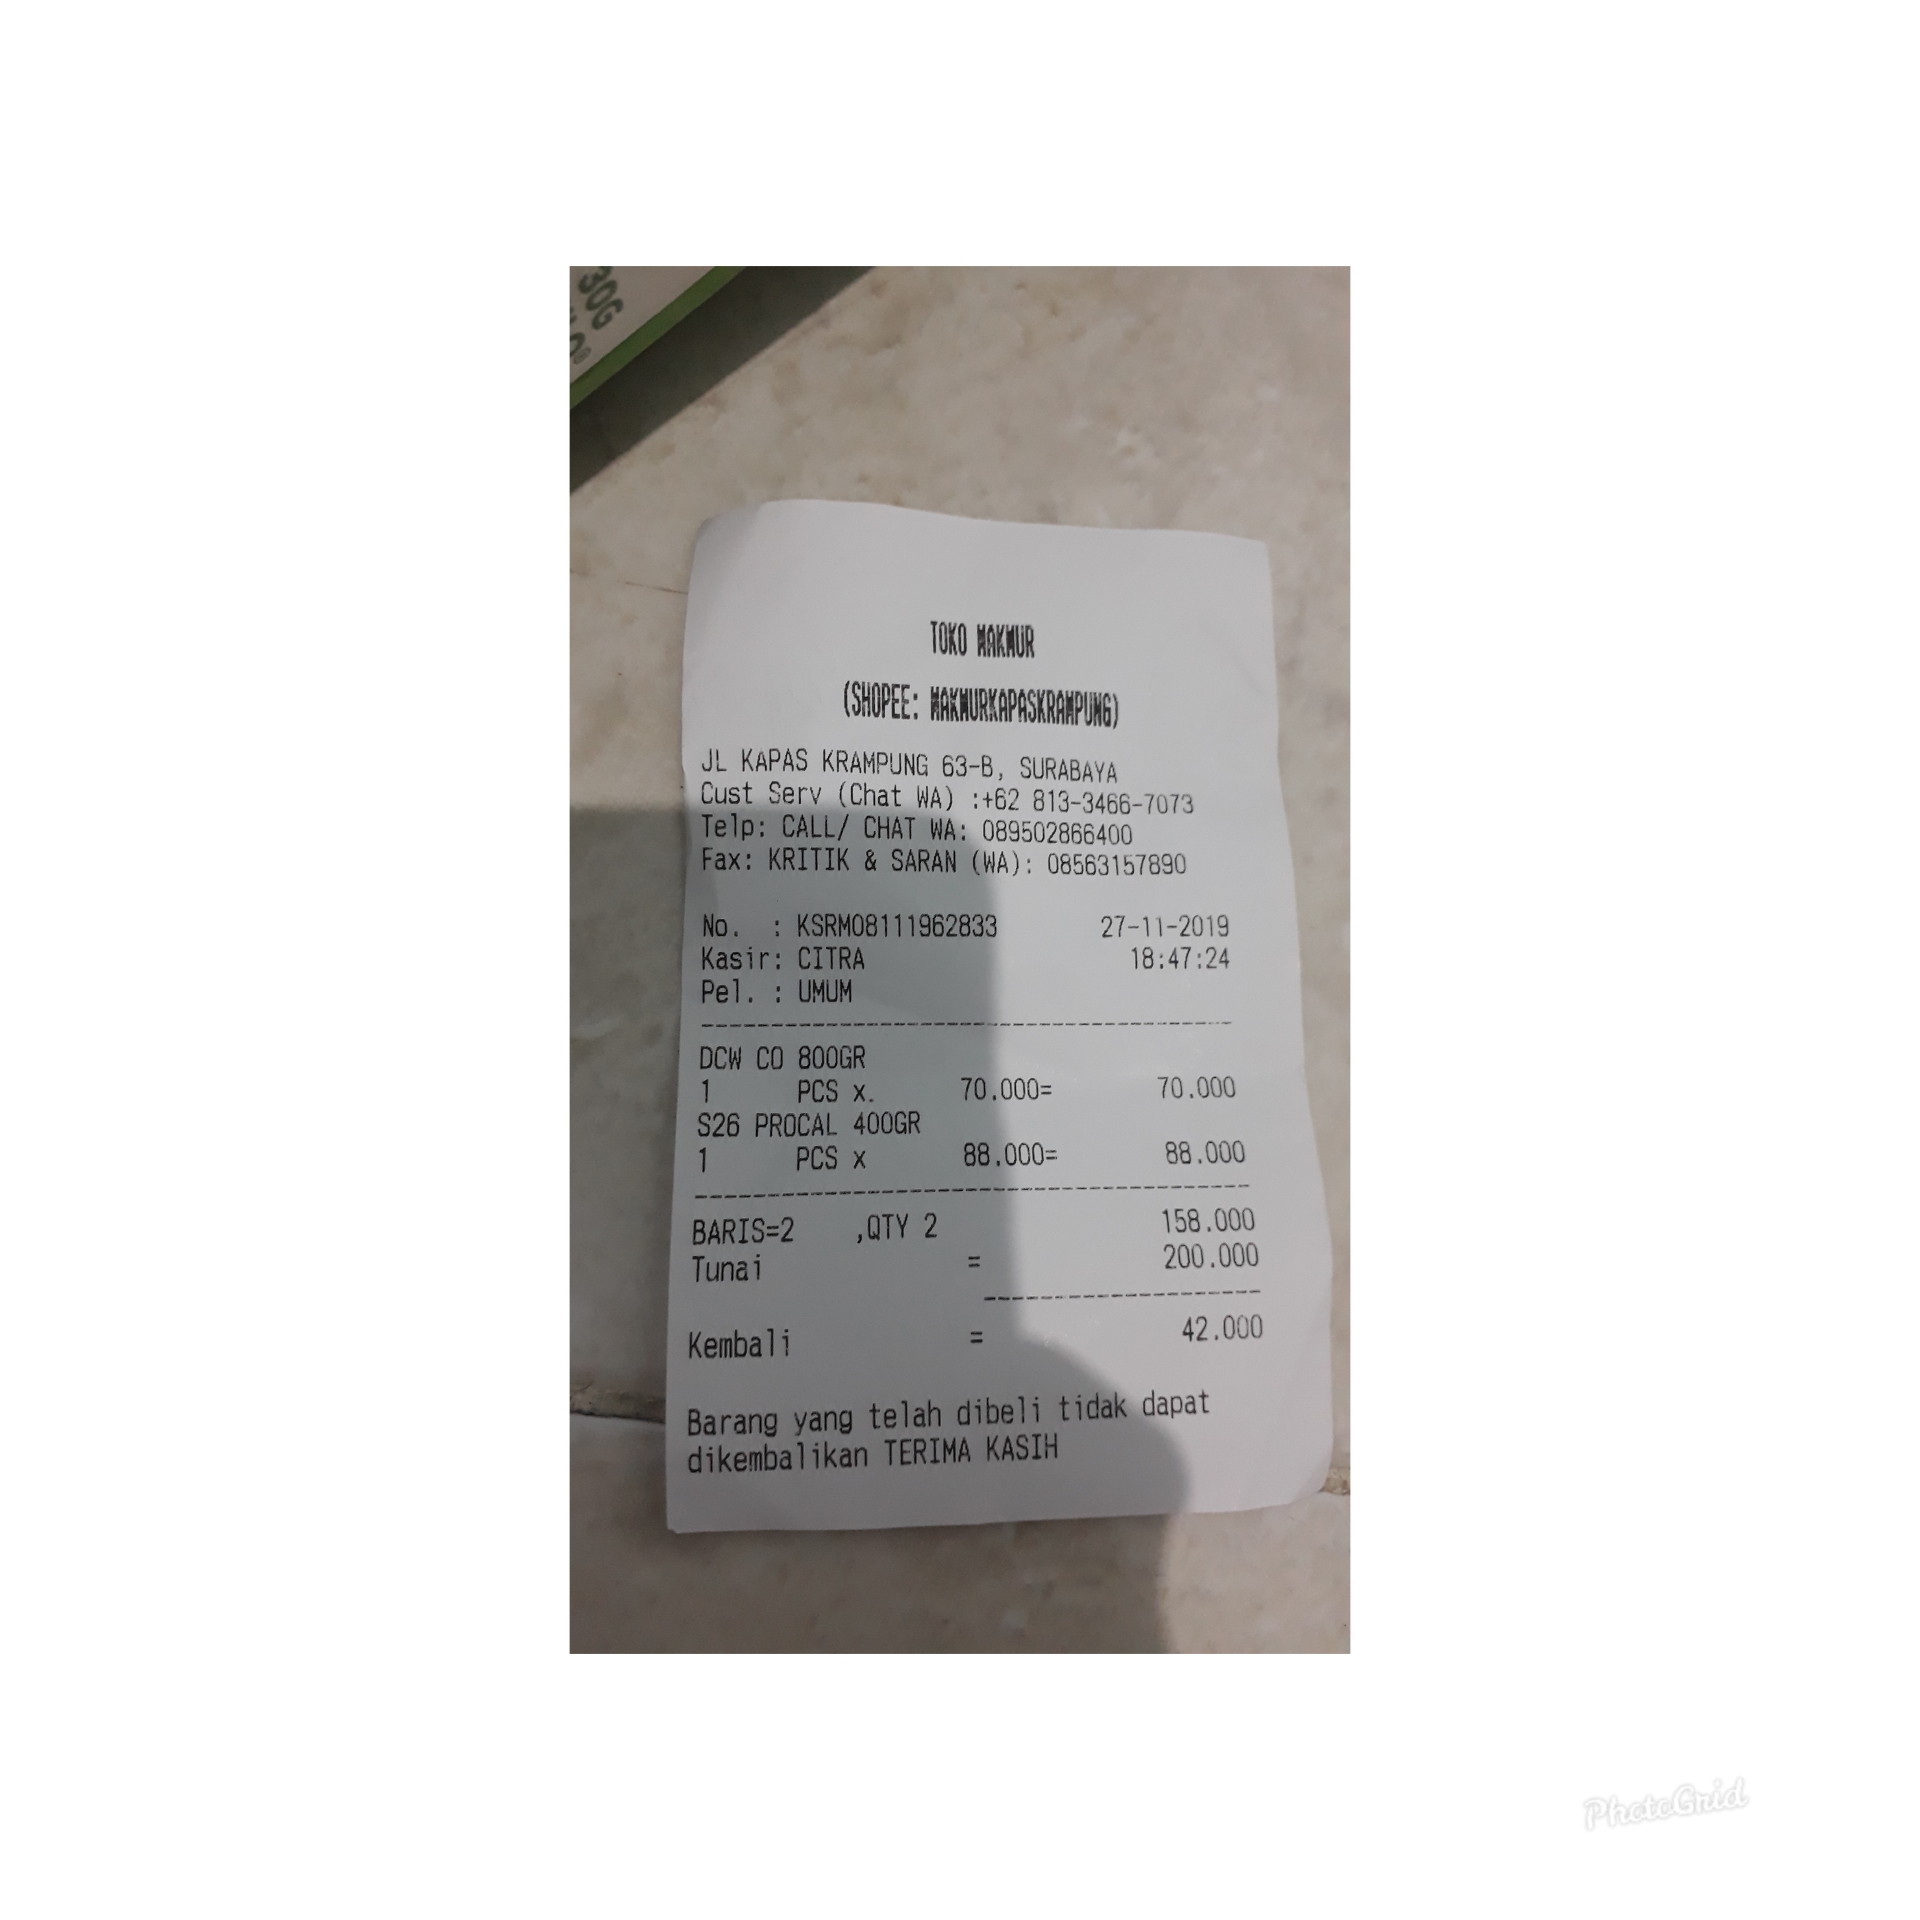 30G
TOKO MAKMUR
(SHOPEE: MAKMURKAPASKRAMPUNG)
JL KAPAS KRAMPUNG 63-B, SURABAYA
Cust Serv (Chat WA) :+62 813-3466-7073
Telp: CALL/ CHAT WA: 089502866400
Fax: KRITIK & SARAN (WA): 08563157890
No. : KSRM08111962833 27-11-2019
Kasir: CITRA 18:47:24
Pel. : UMUM
DCW CO 800GR
1 PCS x. 70.000= 70.000
S26 PROCAL 400GR
1 PCS x 88.000= 88.000
BARIS=2 ,QTY 2 158.000
Tunai = 200.000
Kembali = 42.000
Barang yang telah dibeli tidak dapat
dikembalikan TERIMA KASIH
PhotoGrid